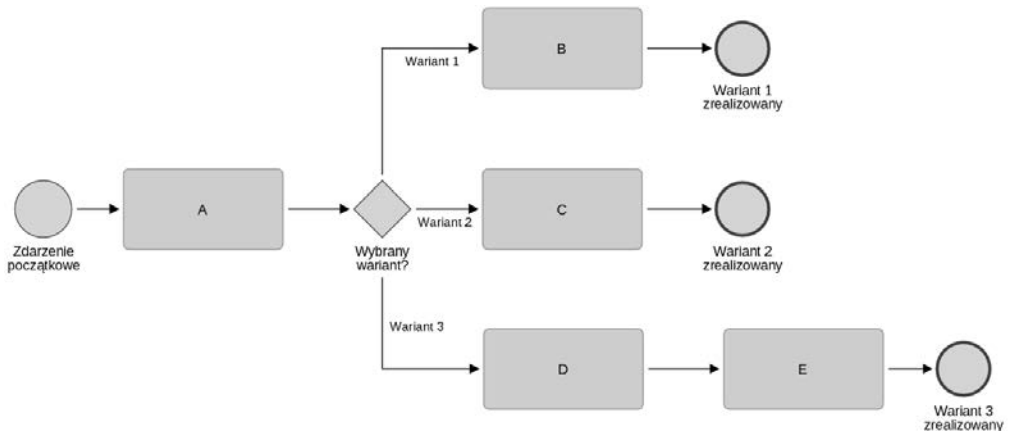 B
Wariant 1
Wariant 1
zrealizowany
A
Zdarzenie
początkowe
Wybrany
wariant?
Wariant 2
C
Wariant 2
zrealizowany
Wariant 3
D
E
Wariant 3
zrealizowany